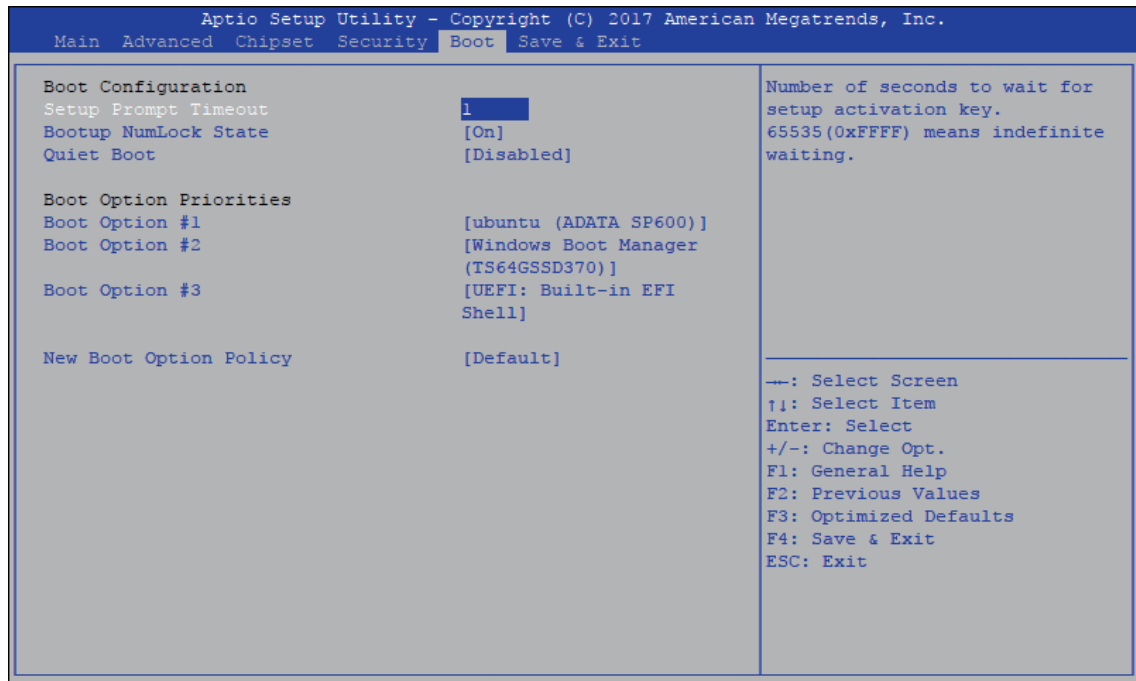 Aptio Setup Utility - Copyright (C) 2017 American Megatrends, Inc.
Main Advanced Chipset Security Boot Save & Exit
Boot Configuration
Setup Prompt Timeout 1
Bootup NumLock State [On]
Quiet Boot [Disabled]
Boot Option Priorities
Boot Option #1 [ubuntu (ADATA SP600)]
Boot Option #2 [Windows Boot Manager
(TS64GSSD370)]
Boot Option #3 [UEFI: Built-in EFI
Shell]
New Boot Option Policy [Default]
Number of seconds to wait for
setup activation key.
65535(0xFFFF) means indefinite
waiting.
→←: Select Screen
↑↓: Select Item
Enter: Select
+/-: Change Opt.
F1: General Help
F2: Previous Values
F3: Optimized Defaults
F4: Save & Exit
ESC: Exit